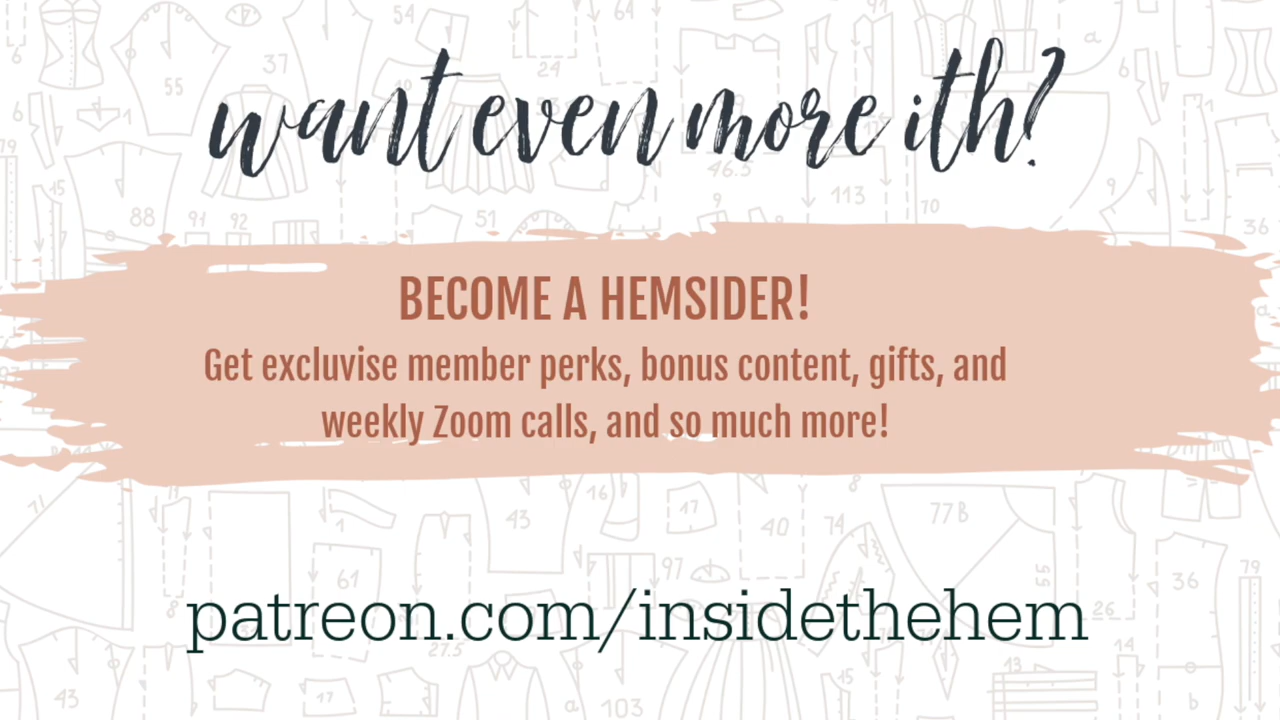 want even more ith?
BECOME A HEMSIDER!
Get excluvise member perks, bonus content, gifts, and
weekly Zoom calls, and so much more!
patreon.com/insidethehem